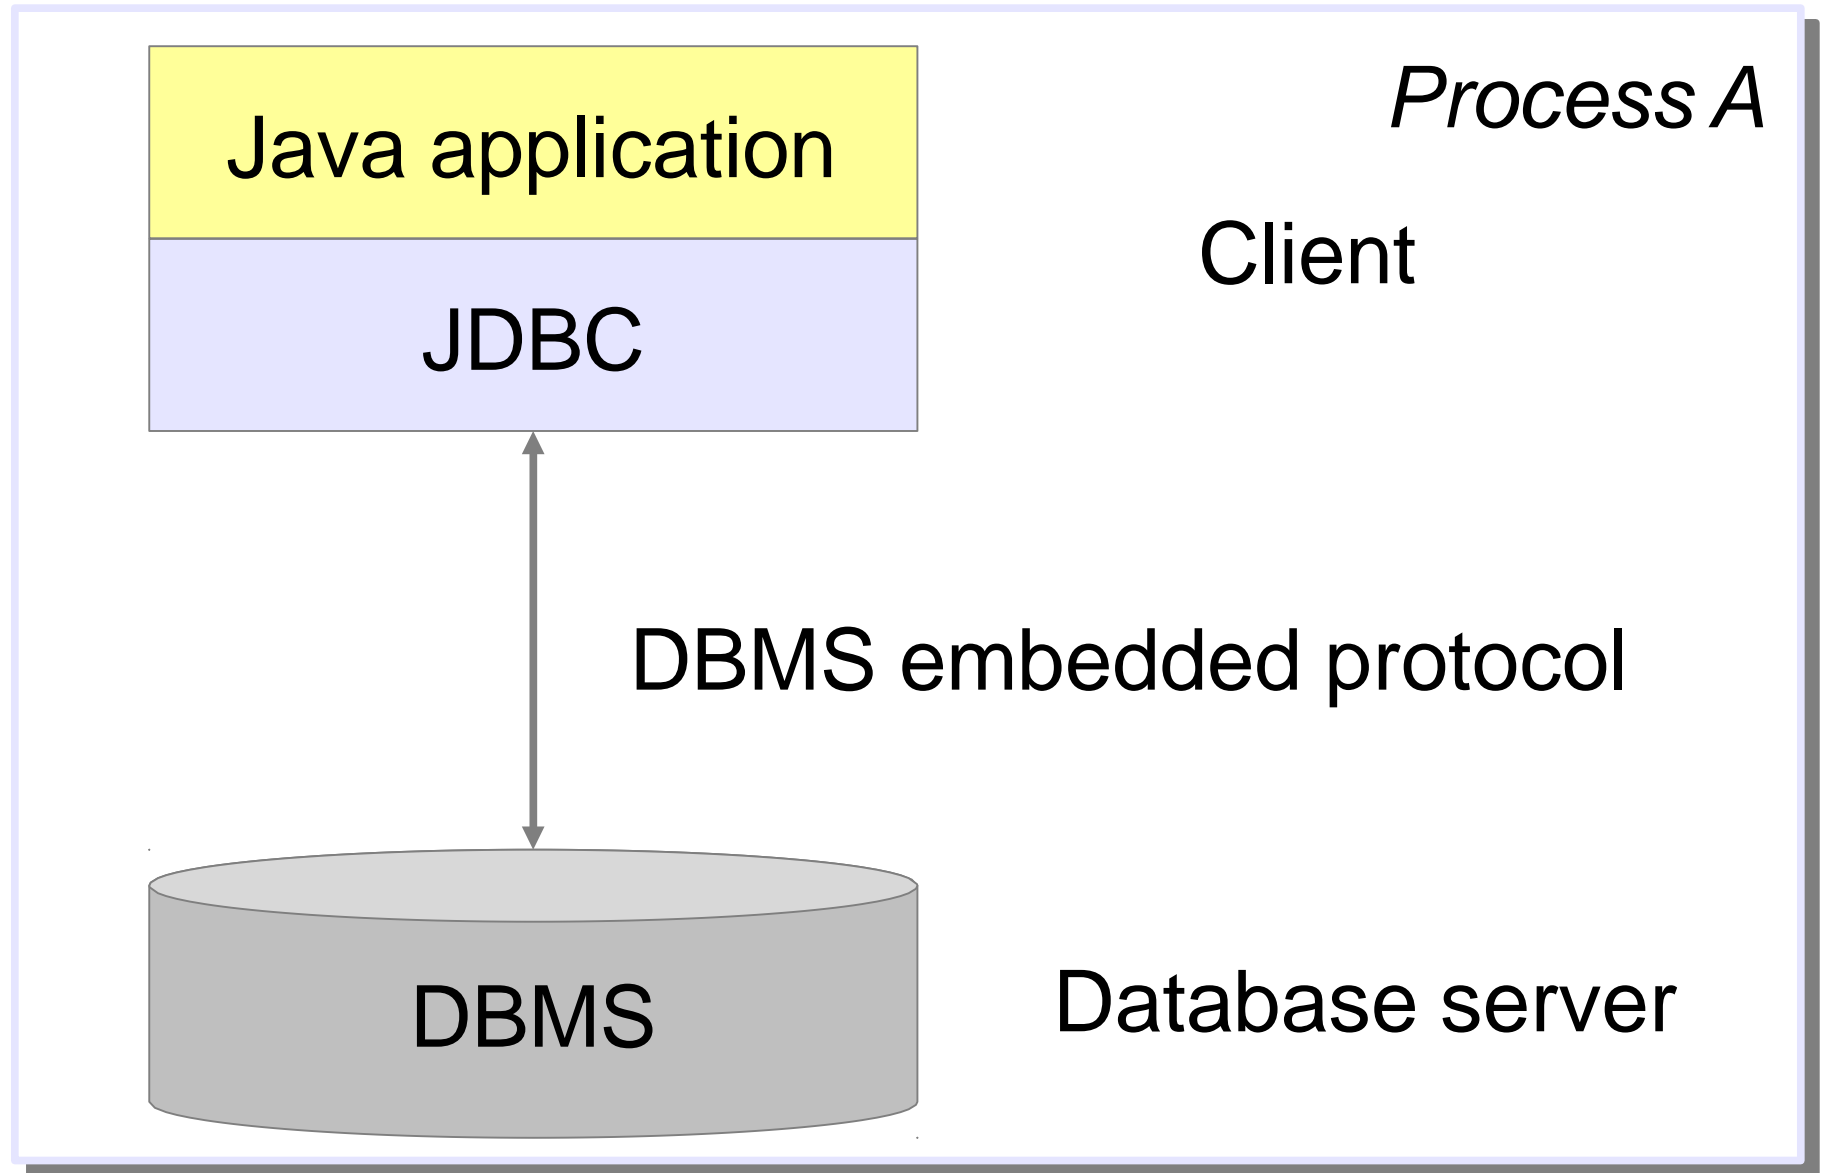 Process A
Java application
Client
JDBC
DBMS embedded protocol
Database server
DBMS